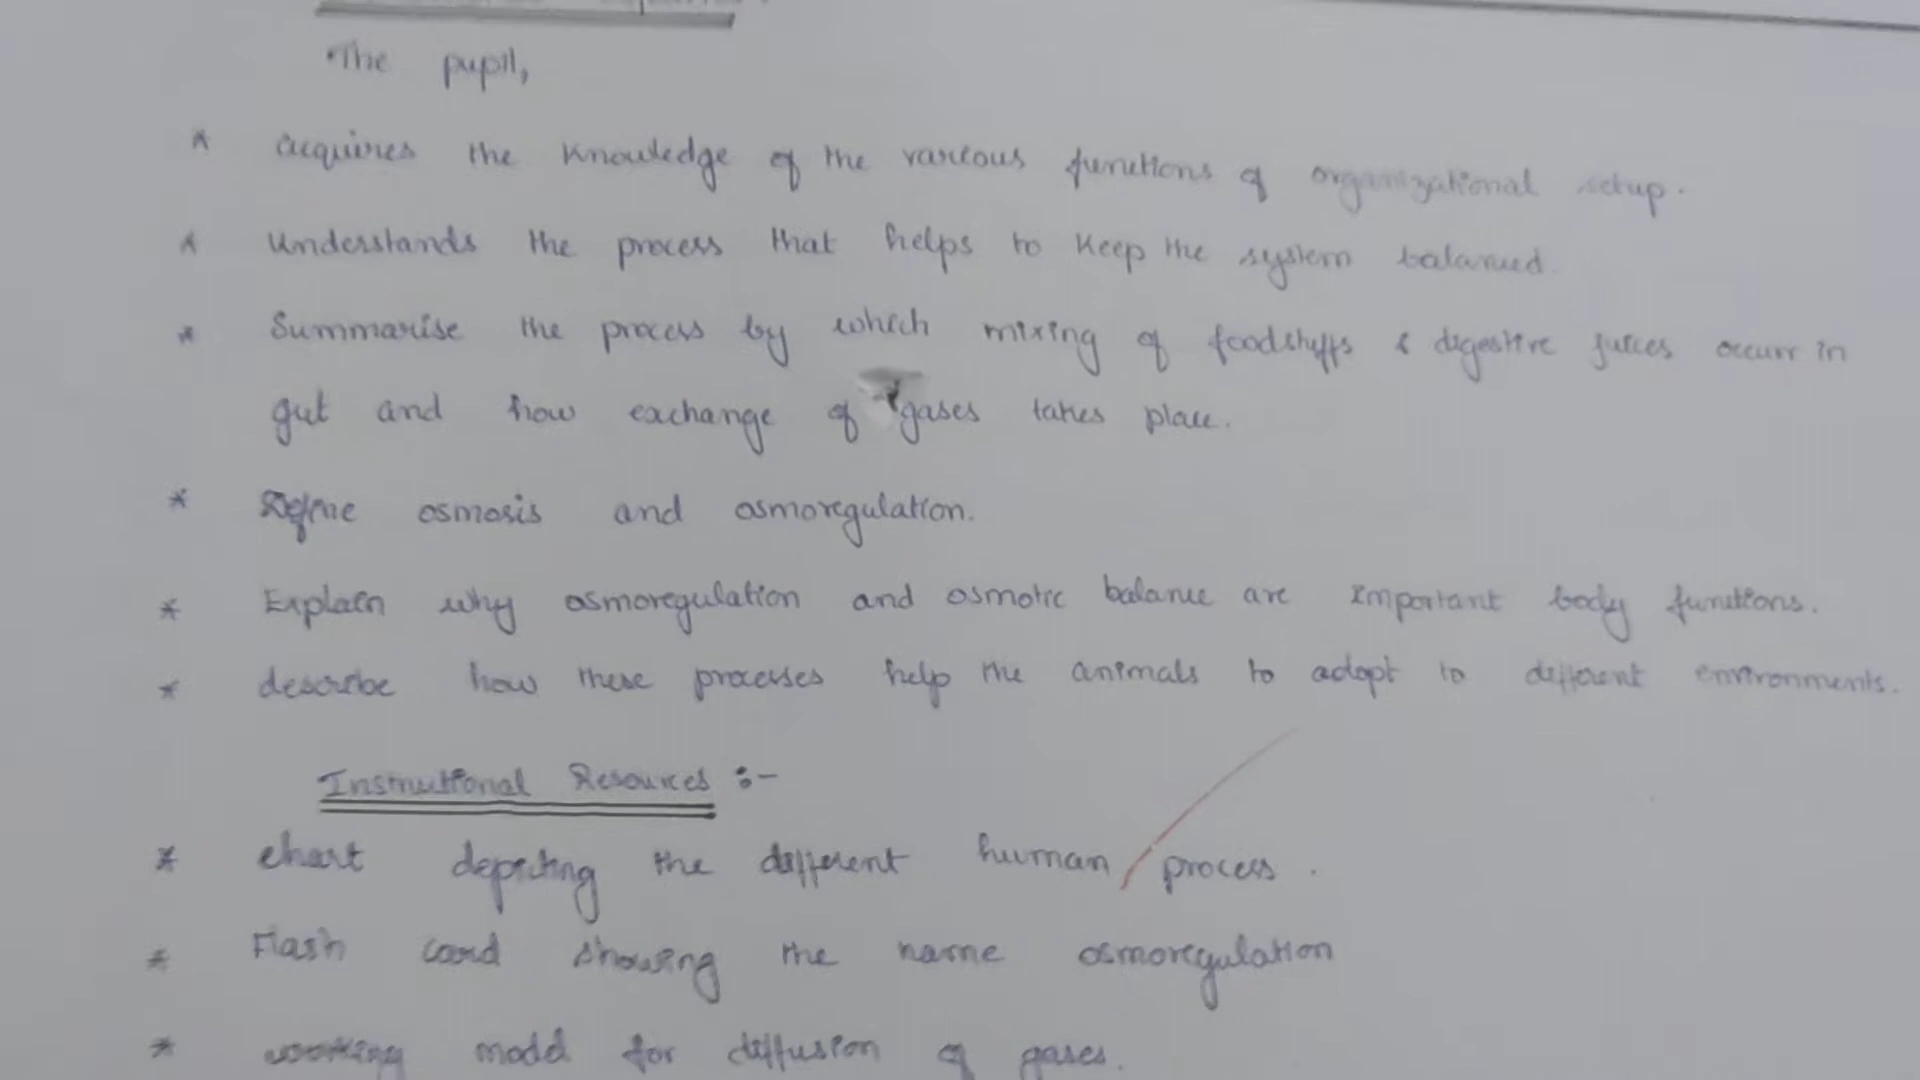 The pupil,
* acquires the knowledge of the various functions of organizational setup.
* Understands the process that helps to keep the system balanced.
* Summarise the process by which mixing of foodstuffs & digestive juices occurr in
gut and how exchange of gases takes place.
* Define osmosis and osmoregulation.
* Explain why osmoregulation and osmotic balance are important body functions.
* describe how these processes help the animals to adopt to different environments.
Instructional Resources :-
* chart depicting the different human process.
* Flash card showing the name osmoregulation
* working model for diffusion of gases.